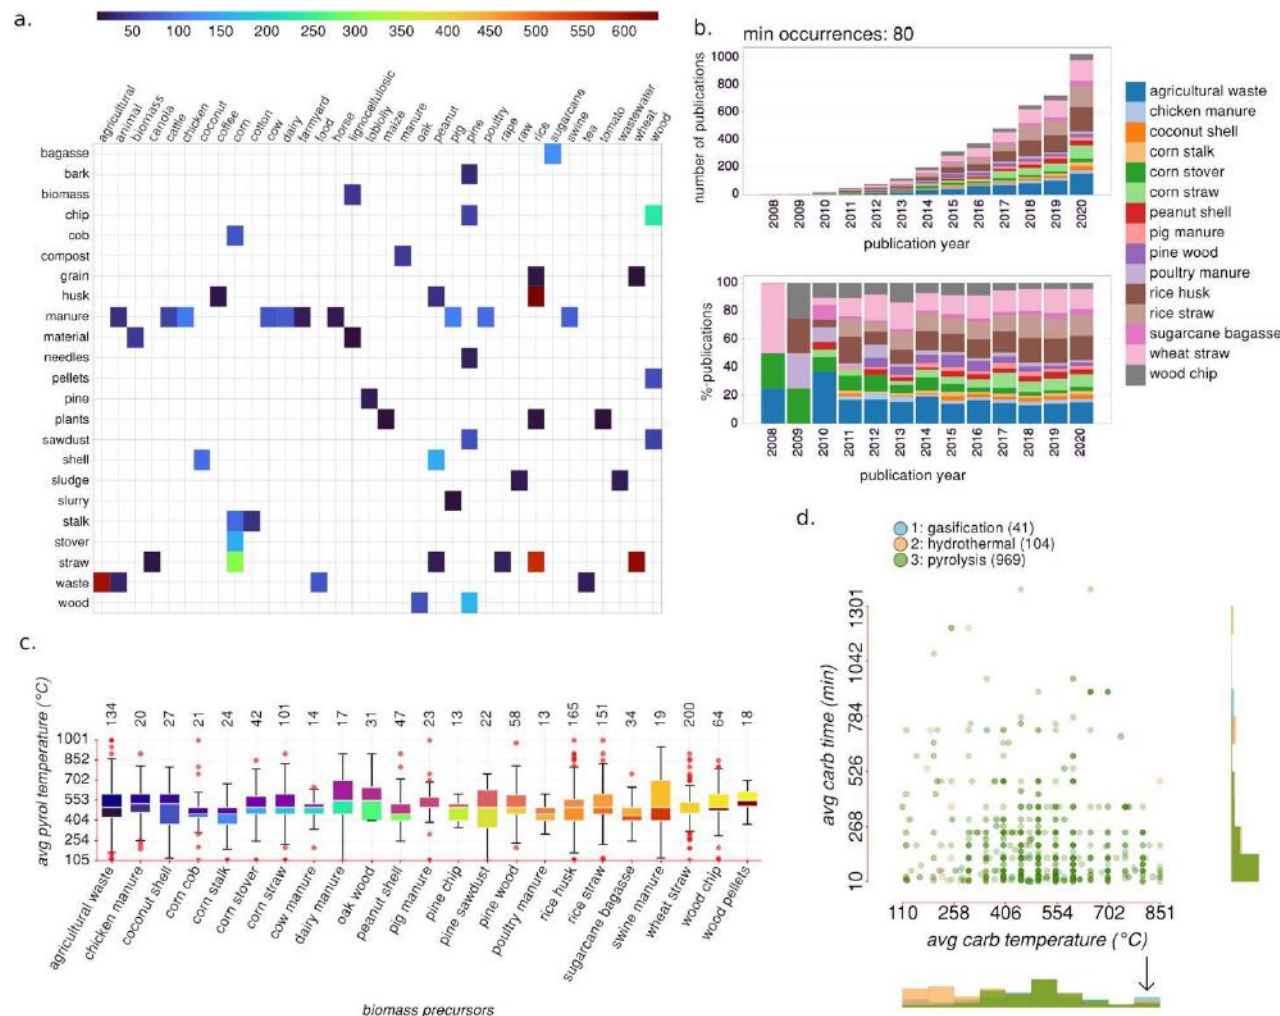 a.
50 100 150 200 250 300 350 400 450 500 550 600
agricultural
animal
biomass
canola
cattle
chicken
coconut
coffee
corn
cotton
cow
dairy
farmyard
food
horse
lignocellulosic
loblolly
maize
manure
oak
peanut
pig
pine
poultry
rape
raw
rice
sugarcane
swine
tea
tomato
wastewater
wheat
wood
bagasse
bark
biomass
chip
cob
compost
grain
husk
manure
material
needles
pellets
pine
plants
sawdust
shell
sludge
slurry
stalk
stover
straw
waste
wood
b.
min occurrences: 80
number of publications
1000
800
600
400
200
0
2008 2009 2010 2011 2012 2013 2014 2015 2016 2017 2018 2019 2020
publication year
%-publications
100
80
60
40
20
0
2008 2009 2010 2011 2012 2013 2014 2015 2016 2017 2018 2019 2020
publication year
agricultural waste
chicken manure
coconut shell
corn stalk
corn stover
corn straw
peanut shell
pig manure
pine wood
poultry manure
rice husk
rice straw
sugarcane bagasse
wheat straw
wood chip
c.
avg pyrol temperature (°C)
134 20 27 21 24 42 101 14 17 31 47 23 13 22 58 13 165 151 34 19 200 64 18
1001
852
702
553
404
254
105
agricultural waste
chicken manure
coconut shell
corn cob
corn stalk
corn stover
corn straw
cow manure
dairy manure
oak wood
peanut shell
pig manure
pine chip
pine sawdust
pine wood
poultry manure
rice husk
rice straw
sugarcane bagasse
swine manure
wheat straw
wood chip
wood pellets
biomass precursors
d.
1: gasification (41)
2: hydrothermal (104)
3: pyrolysis (969)
avg carb time (min)
1301
1042
784
526
268
10
110 258 406 554 702 851
avg carb temperature (°C)